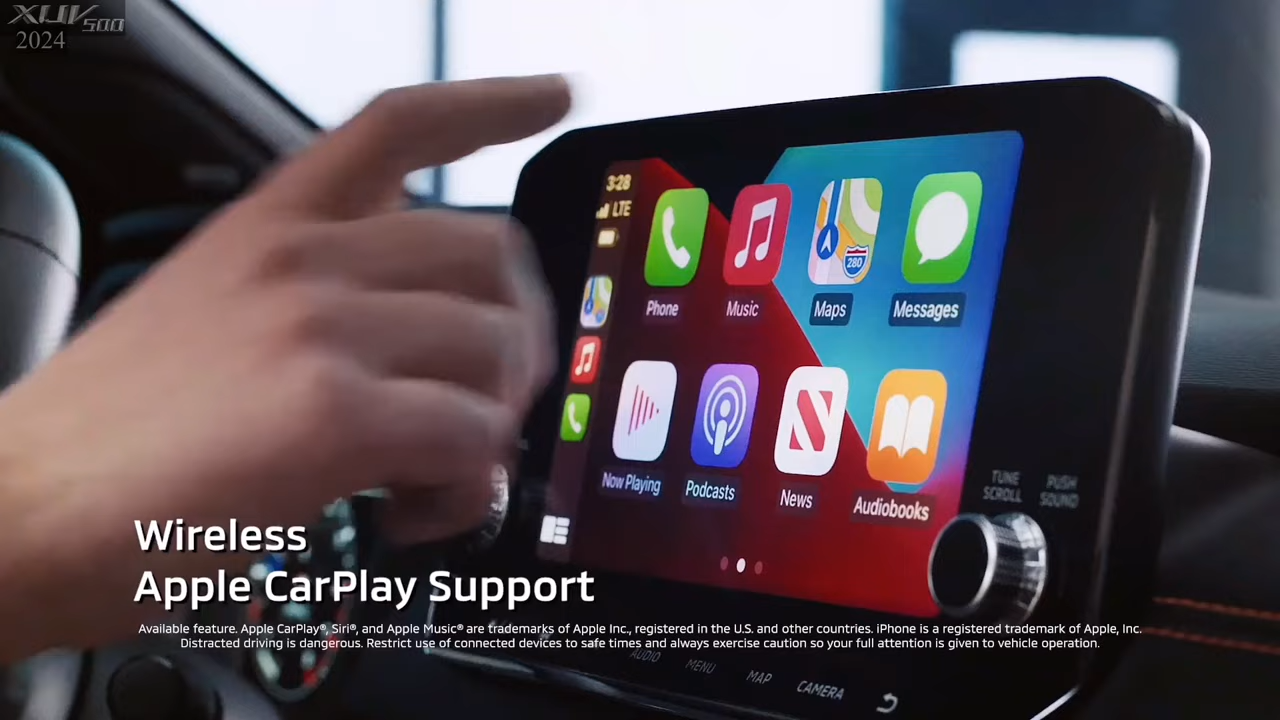 XUV500
2024
3:28
LTE
280
Phone
Music
Maps
Messages
Now Playing
Podcasts
News
Audiobooks
TUNE
SCROLL
PUSH
SOUND
Wireless
Apple CarPlay Support
Available feature. Apple CarPlay®, Siri®, and Apple Music® are trademarks of Apple Inc., registered in the U.S. and other countries. iPhone is a registered trademark of Apple, Inc.
Distracted driving is dangerous. Restrict use of connected devices to safe times and always exercise caution so your full attention is given to vehicle operation.
AUDIO
MENU
MAP
CAMERA